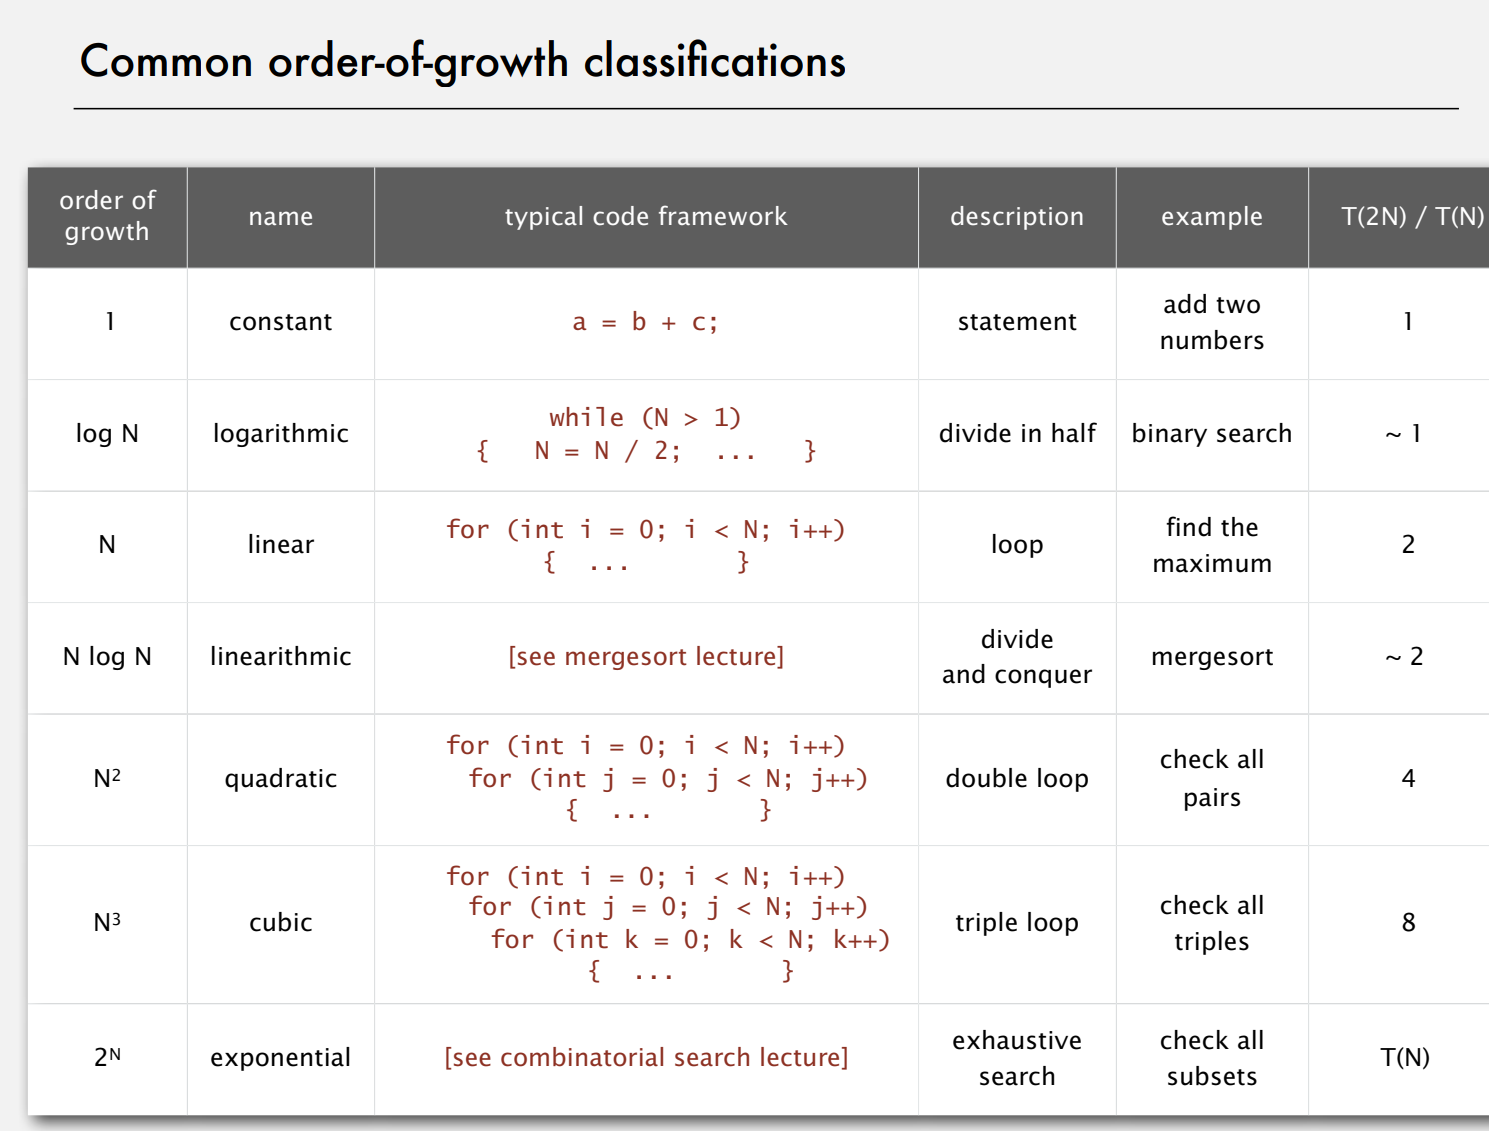 Common order-of-growth classifications
order of
growth
name
typical code framework
description
example
T(2N) / T(N)
1
constant
a = b + c;
statement
add two
numbers
1
log N
logarithmic
while (N > 1)
{ N = N / 2; ... }
divide in half
binary search
~ 1
N
linear
for (int i = 0; i < N; i++)
{ ... }
loop
find the
maximum
2
N log N
linearithmic
[see mergesort lecture]
divide
and conquer
mergesort
~ 2
N²
quadratic
for (int i = 0; i < N; i++)
for (int j = 0; j < N; j++)
{ ... }
double loop
check all
pairs
4
N³
cubic
for (int i = 0; i < N; i++)
for (int j = 0; j < N; j++)
for (int k = 0; k < N; k++)
{ ... }
triple loop
check all
triples
8
2ᴺ
exponential
[see combinatorial search lecture]
exhaustive
search
check all
subsets
T(N)